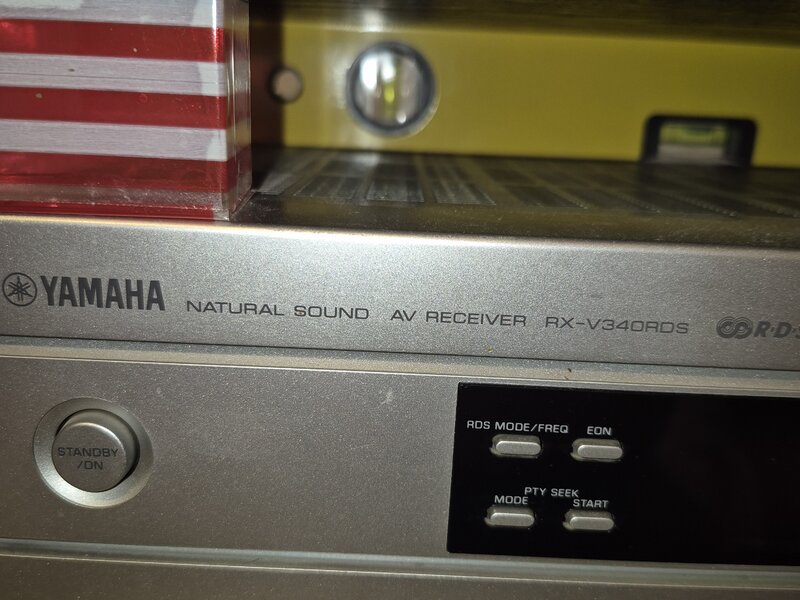 YAMAHA NATURAL SOUND AV RECEIVER RX-V340RDS R·D·S
STANDBY
/ON
RDS MODE/FREQ EON
PTY SEEK
MODE START